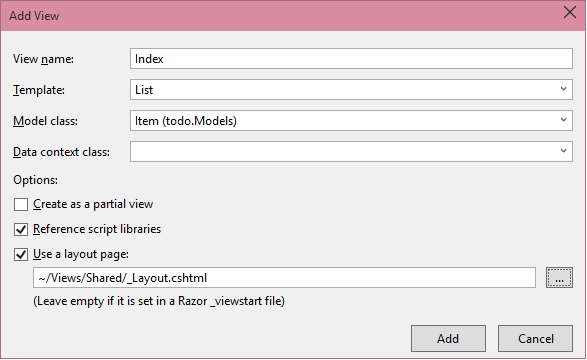 Add View
View name: Index
Template: List
Model class: Item (todo.Models)
Data context class:
Options:
Create as a partial view
Reference script libraries
Use a layout page:
~/Views/Shared/_Layout.cshtml ...
(Leave empty if it is set in a Razor _viewstart file)
Add Cancel